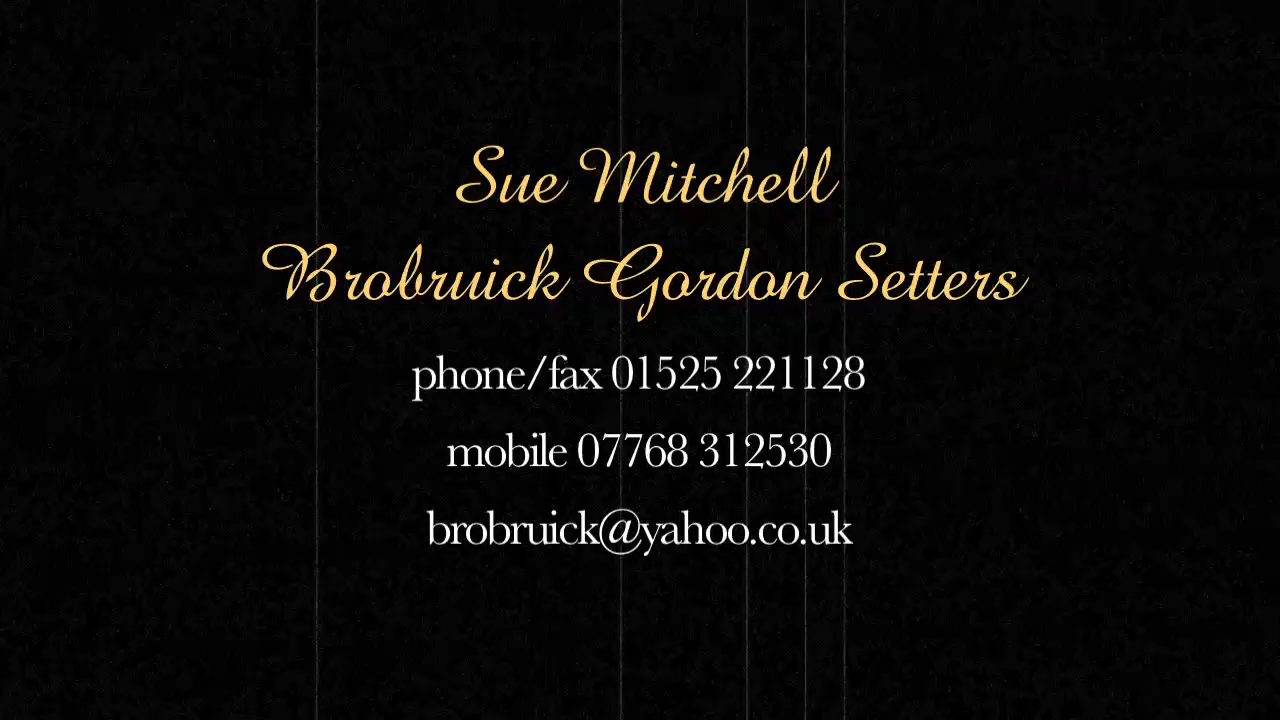 Sue Mitchell
Brobruick Gordon Setters
phone/fax 01525 221128
mobile 07768 312530
brobruick@yahoo.co.uk